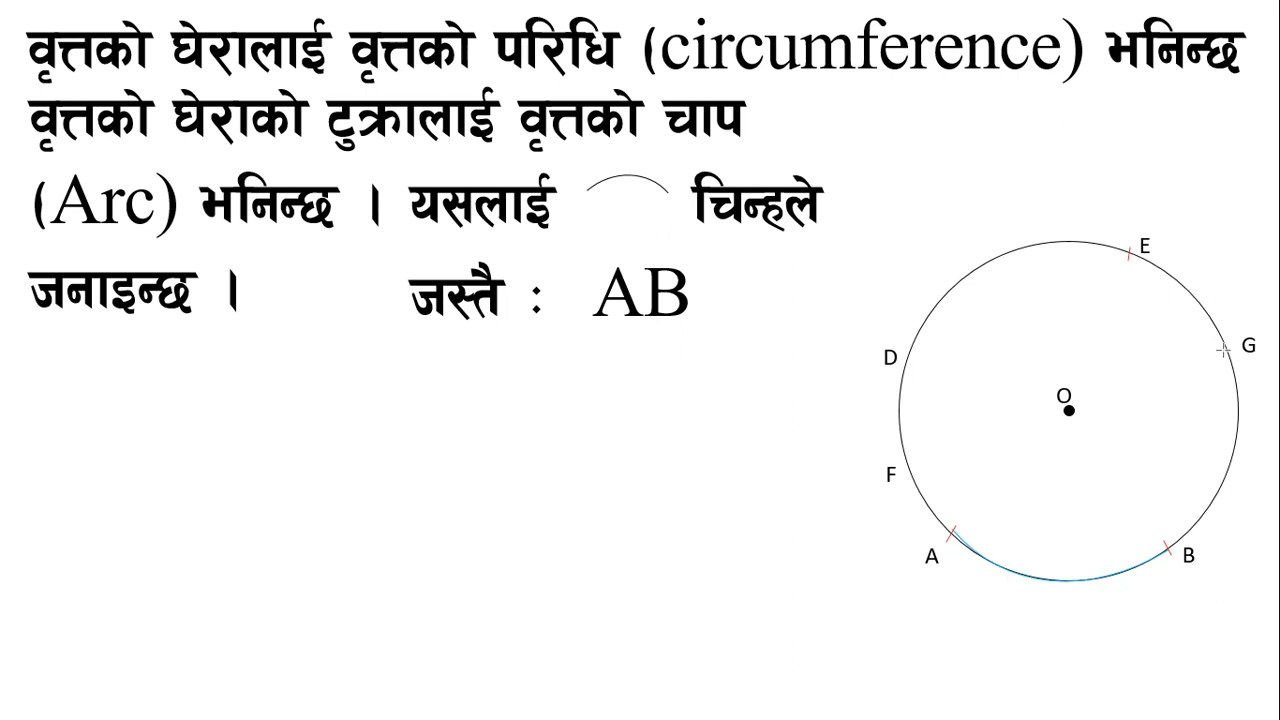 वृत्तको घेरालाई वृत्तको परिधि (circumference) भनिन्छ
वृत्तको घेराको टुक्रालाई वृत्तको चाप
(Arc) भनिन्छ । यसलाई ⌒ चिन्हले
जनाइन्छ । जस्तै : AB
E
G
D
O
F
A
B